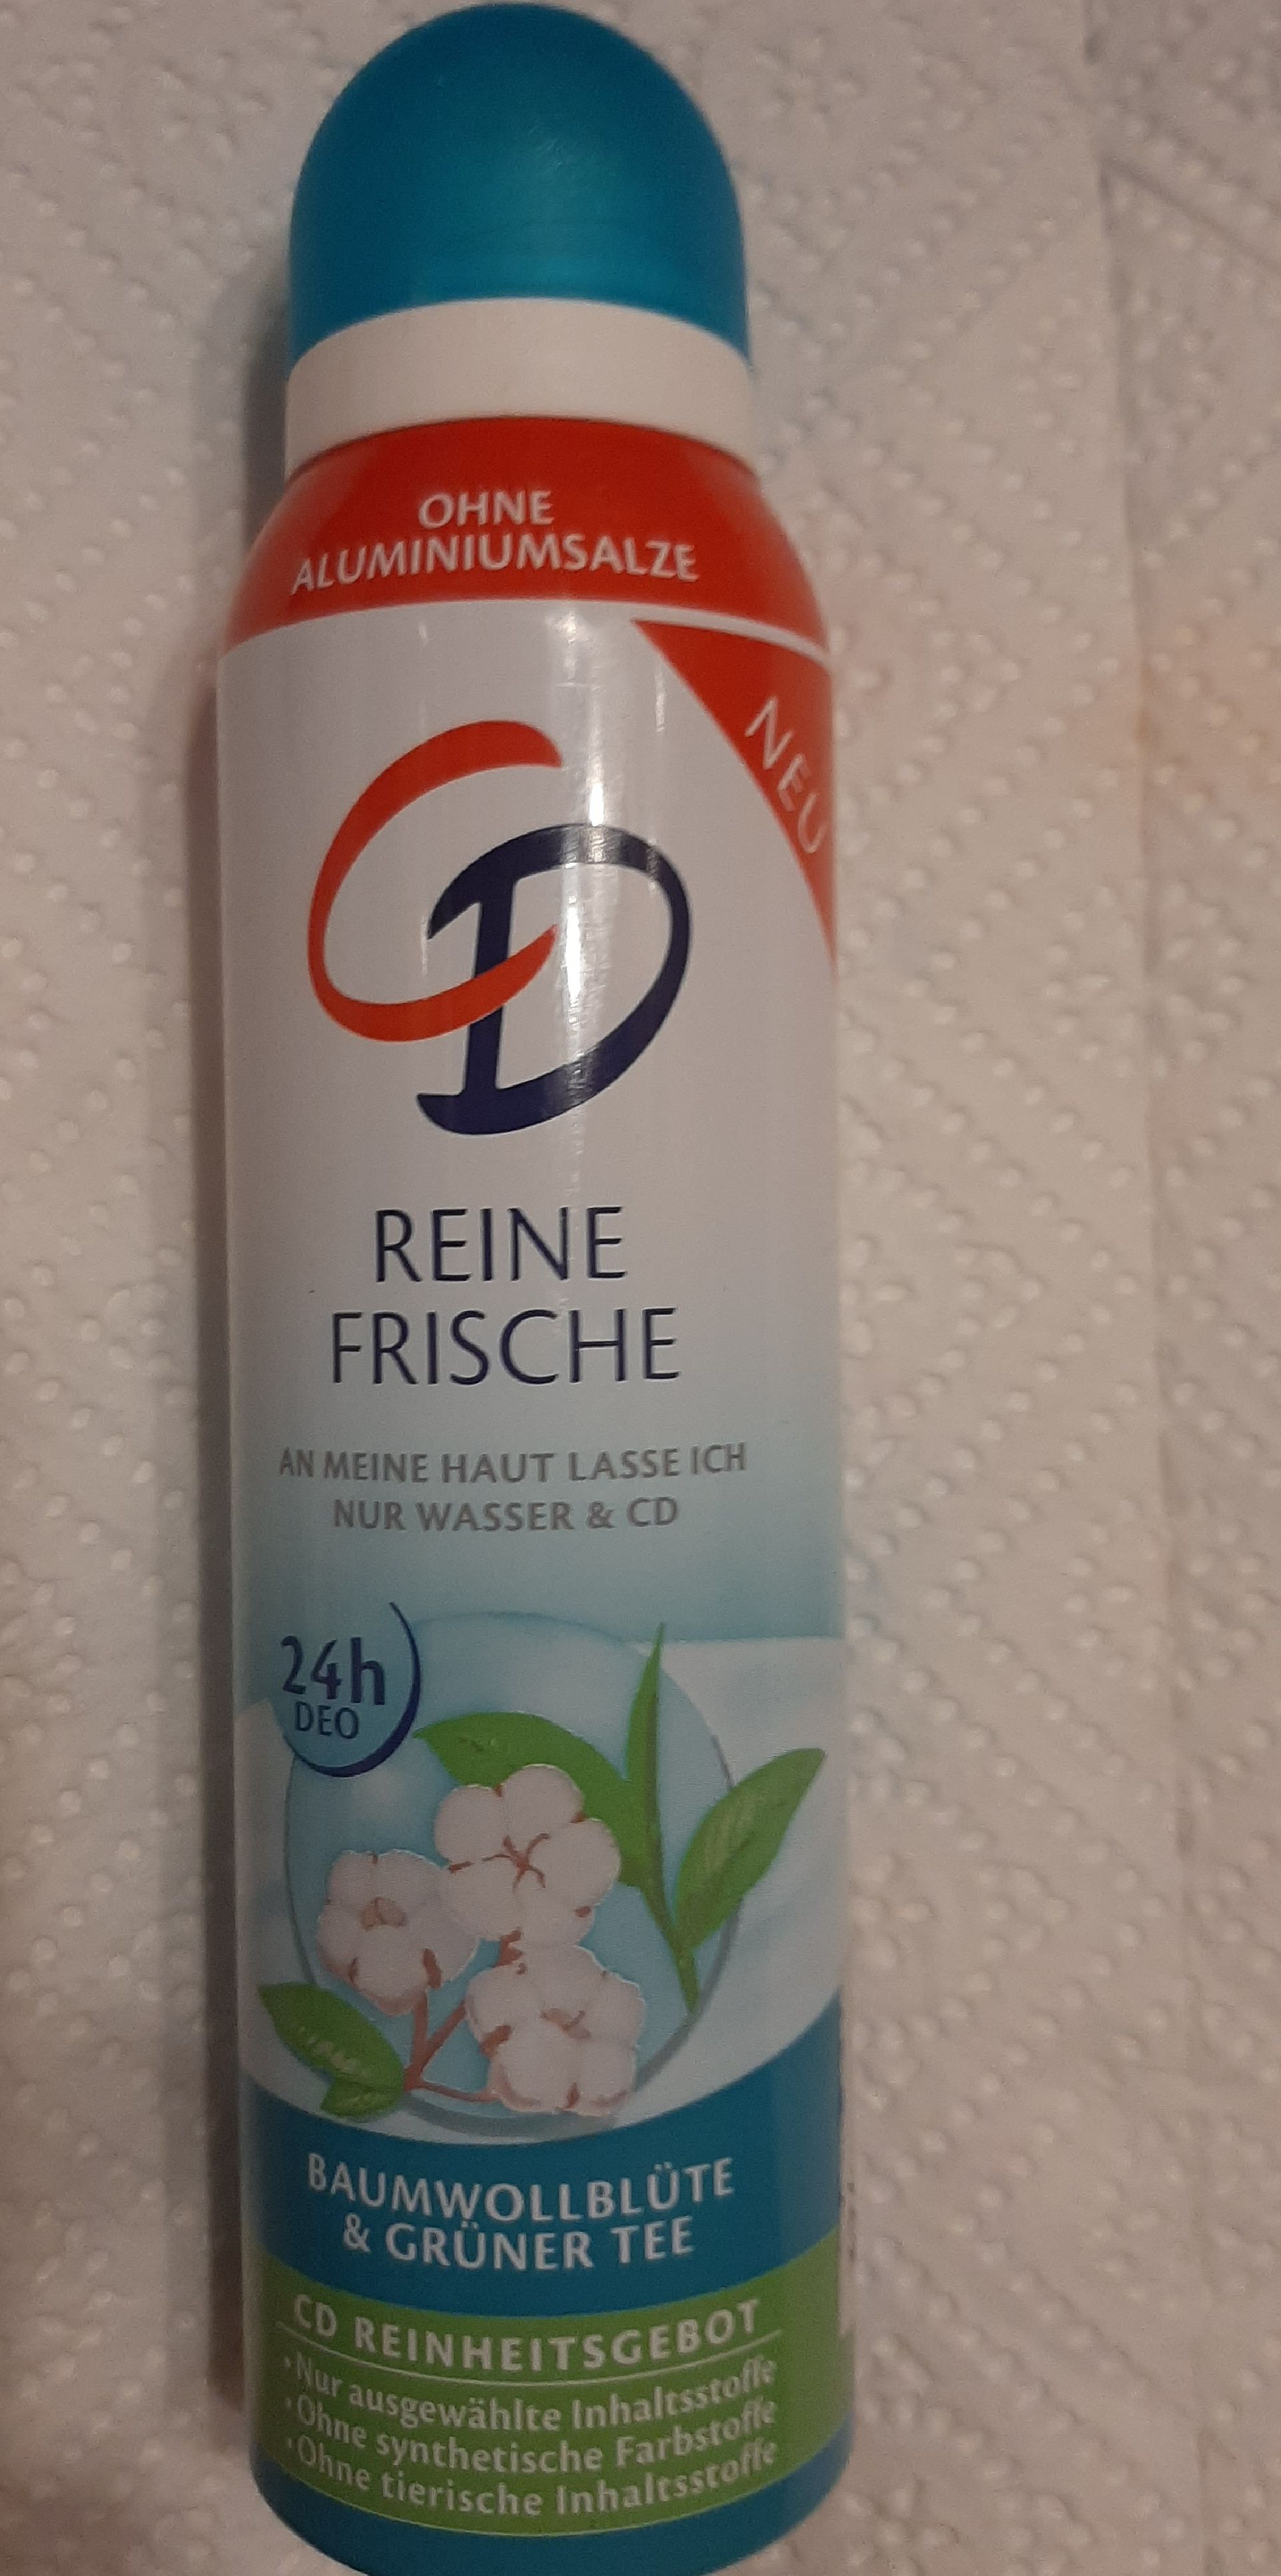 OHNE
ALUMINIUMSALZE
NEU
CD
REINE
FRISCHE
AN MEINE HAUT LASSE ICH
NUR WASSER & CD
24h
DEO
BAUMWOLLBLÜTE
& GRÜNER TEE
CD REINHEITSGEBOT
•Nur ausgewählte Inhaltsstoffe
•Ohne synthetische Farbstoffe
•Ohne tierische Inhaltsstoffe